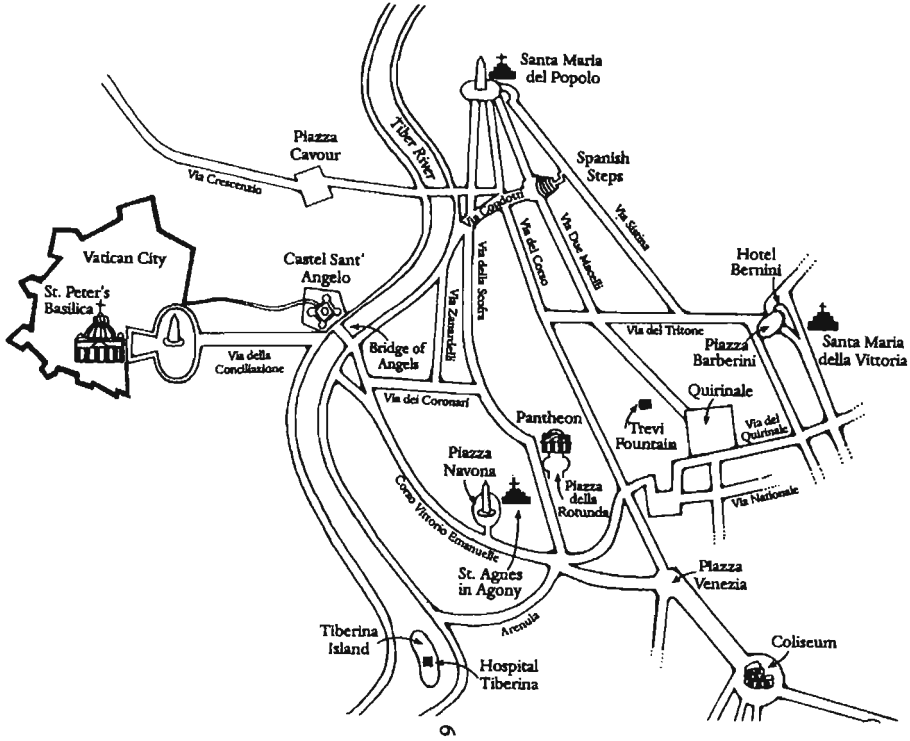 Santa Maria
del Popolo
Tiber River
Piazza
Cavour
Via Crescenzio
Spanish
Steps
Via Condotti
Via Sistina
Via della Scrofa
Via del Corso
Via Due Macelli
Vatican City
Castel Sant'
Angelo
Hotel
Bernini
St. Peter's
Basilica
Via Zanardelli
Via del Tritone
Santa Maria
della Vittoria
Piazza
Barberini
Via della
Conciliazione
Bridge of
Angels
Via dei Coronari
Quirinale
Pantheon
Trevi
Fountain
Via del
Quirinale
Piazza
Navona
Piazza
della
Rotunda
Via Nationale
Corso Vittorio Emanuelle
St. Agnes
in Agony
Piazza
Venezia
Arenula
Tiberina
Island
Coliseum
Hospital
Tiberina
6